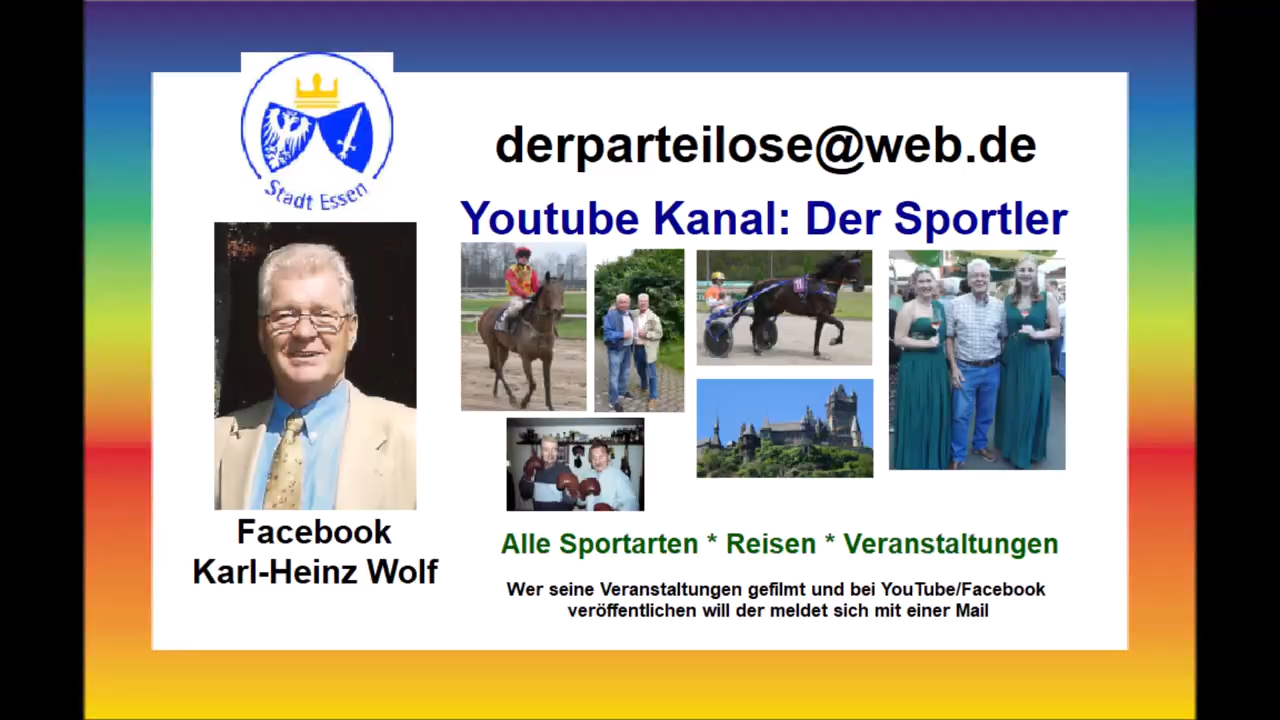 Stadt Essen
derparteilose@web.de
Youtube Kanal: Der Sportler
Facebook
Karl-Heinz Wolf
Alle Sportarten * Reisen * Veranstaltungen
Wer seine Veranstaltungen gefilmt und bei YouTube/Facebook
veröffentlichen will der meldet sich mit einer Mail